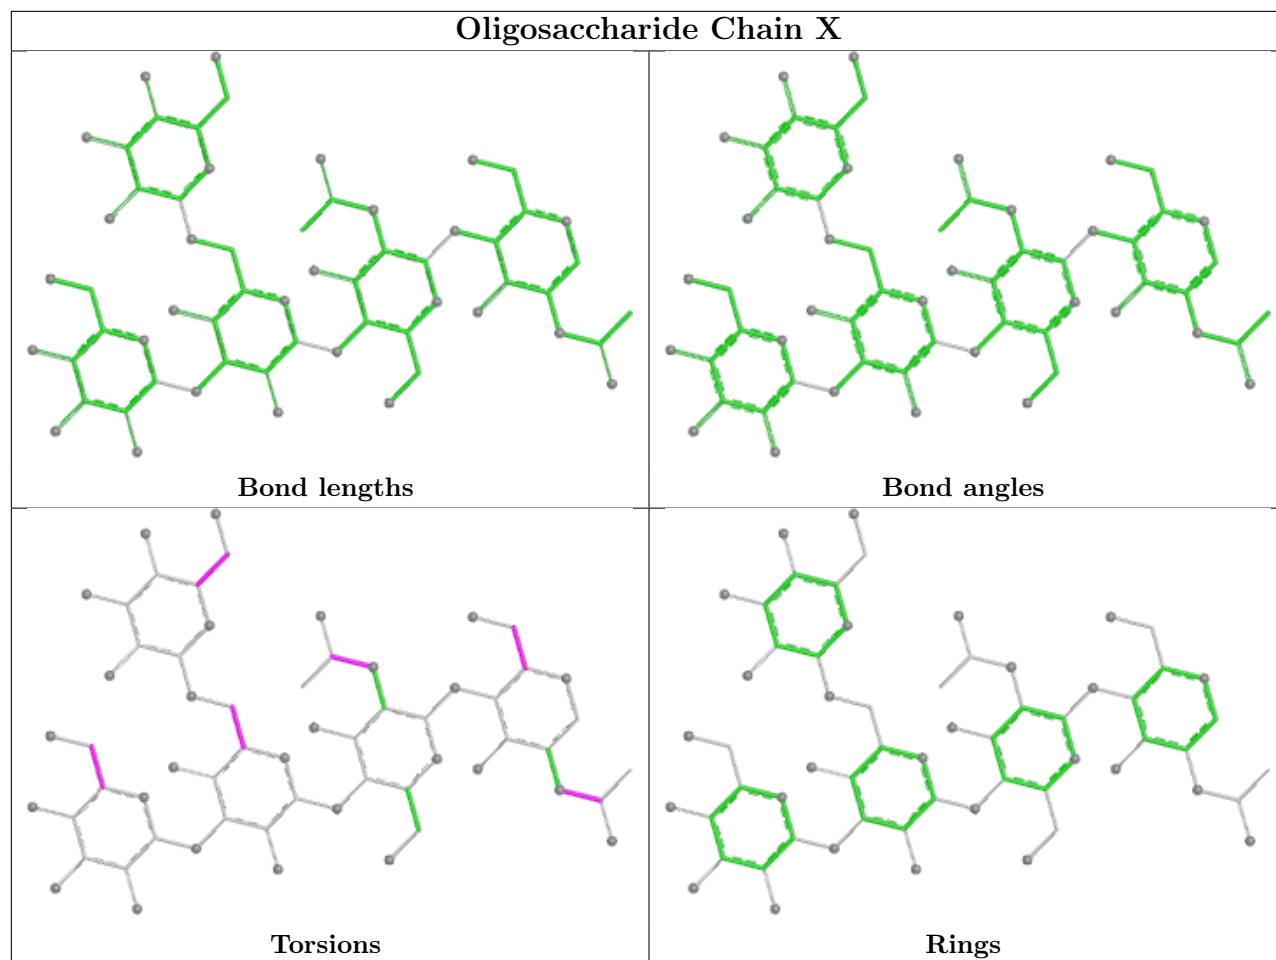 Oligosaccharide Chain X
Bond lengths
Bond angles
Torsions
Rings